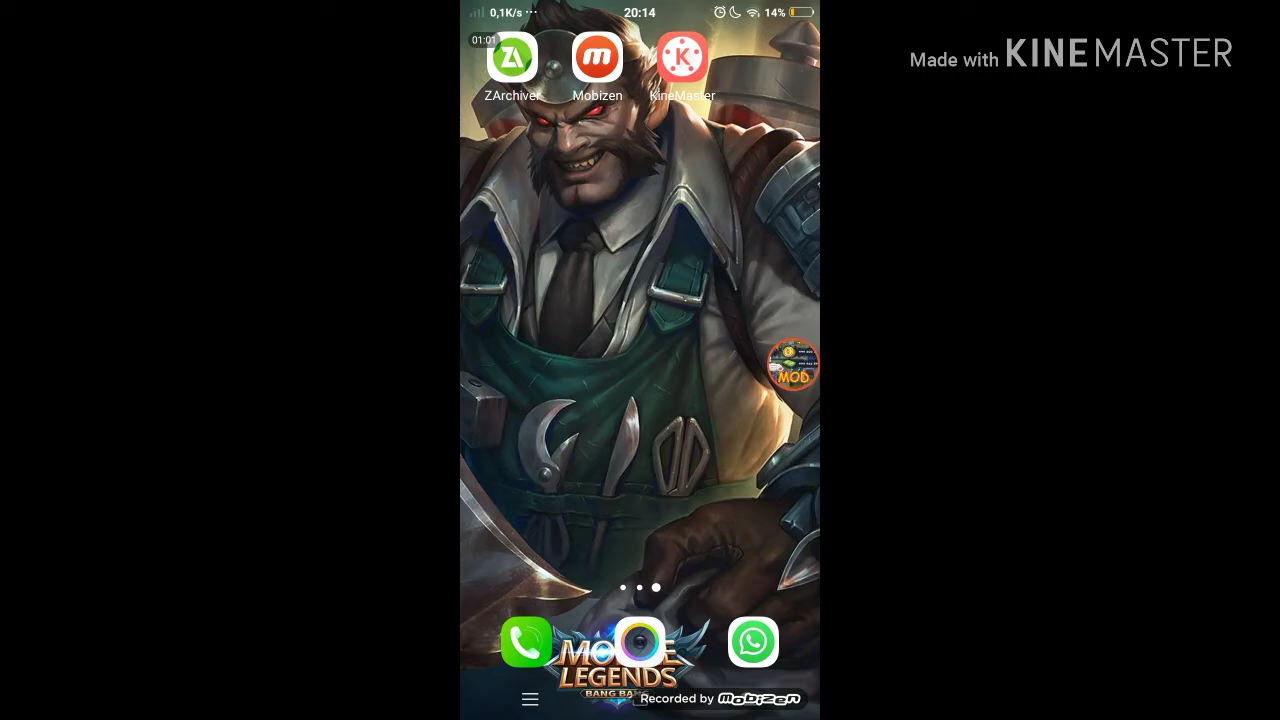 0,1K/s ...
20:14
14%
01:01
ZArchiver
Mobizen
KineMaster
Made with KINEMASTER
MOD
LEGENDS
BANG BA
Recorded by mobizen